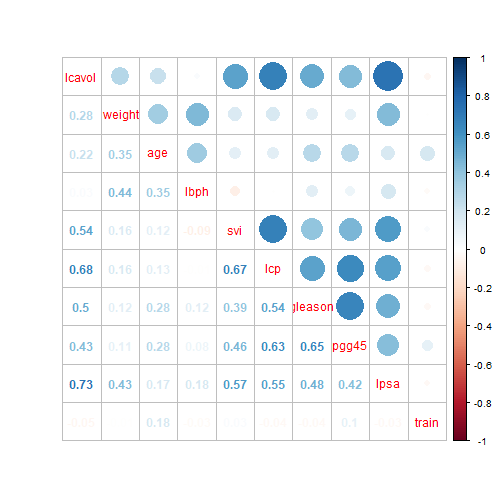 lcavol
0.28 weight
0.22 0.35 age
0.44 0.35 lbph
0.54 0.16 0.12 -0.09 svi
0.68 0.16 0.13 0.67 lcp
0.5 0.12 0.28 0.12 0.39 0.54 gleason
0.43 0.11 0.28 0.08 0.46 0.63 0.65 pgg45
0.73 0.43 0.17 0.18 0.57 0.55 0.48 0.42 lpsa
-0.05 0.18 0.1 train
1
0.8
0.6
0.4
0.2
0
-0.2
-0.4
-0.6
-0.8
-1